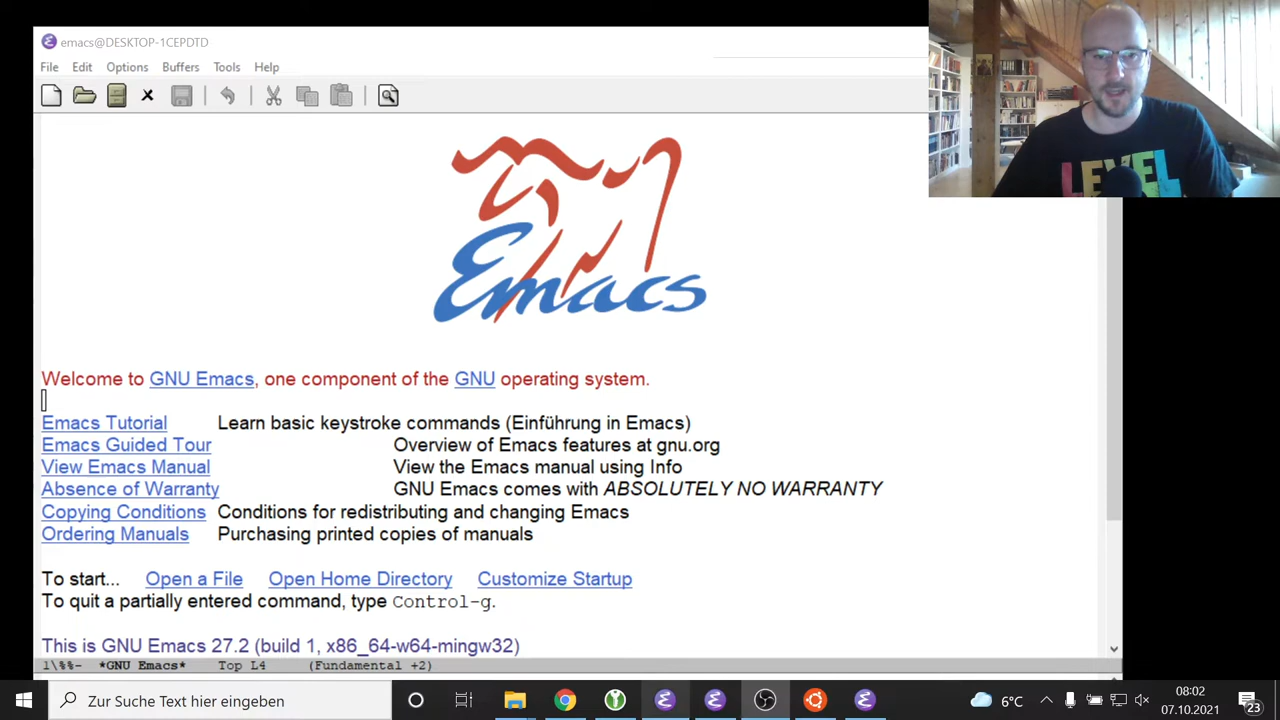 emacs@DESKTOP-1CEPDTD
File Edit Options Buffers Tools Help
LEVEL
Emacs
Welcome to GNU Emacs, one component of the GNU operating system.
Emacs Tutorial Learn basic keystroke commands (Einführung in Emacs)
Emacs Guided Tour Overview of Emacs features at gnu.org
View Emacs Manual View the Emacs manual using Info
Absence of Warranty GNU Emacs comes with ABSOLUTELY NO WARRANTY
Copying Conditions Conditions for redistributing and changing Emacs
Ordering Manuals Purchasing printed copies of manuals
To start... Open a File Open Home Directory Customize Startup
To quit a partially entered command, type Control-g.
This is GNU Emacs 27.2 (build 1, x86_64-w64-mingw32)
1\%%- *GNU Emacs* Top L4 (Fundamental +2)
Zur Suche Text hier eingeben
6°C
08:02
07.10.2021
23